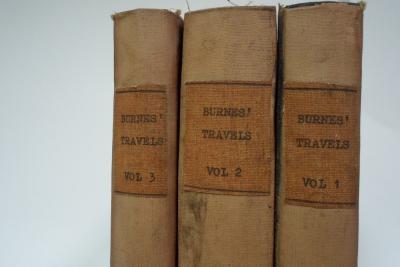 BURNES'
TRAVELS
VOL 3
BURNES'
TRAVELS
VOL 2
BURNES'
TRAVELS
VOL 1